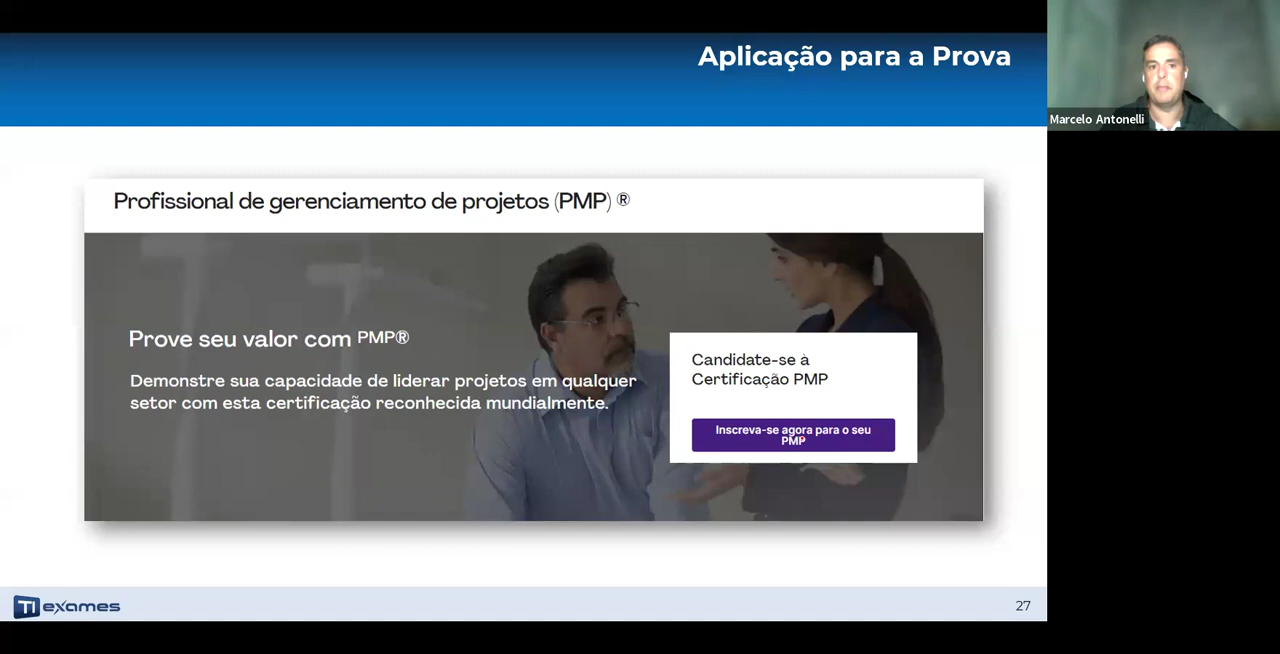 Aplicação para a Prova
Marcelo Antonelli
Profissional de gerenciamento de projetos (PMP) ®
Prove seu valor com PMP®
Demonstre sua capacidade de liderar projetos em qualquer
setor com esta certificação reconhecida mundialmente.
Candidate-se à
Certificação PMP
Inscreva-se agora para o seu
PMP
TI exames
27